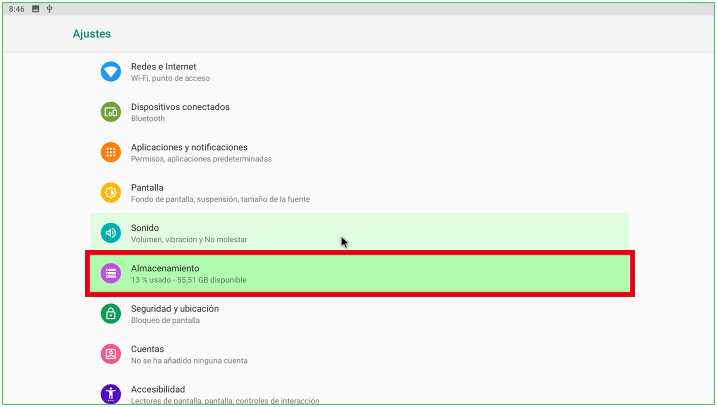 8:46
Ajustes
Redes e Internet
Wi-Fi, punto de acceso
Dispositivos conectados
Bluetooth
Aplicaciones y notificaciones
Permisos, aplicaciones predeterminadas
Pantalla
Fondo de pantalla, suspensión, tamaño de la fuente
Sonido
Volumen, vibración y No molestar
Almacenamiento
13 % usado - 55,51 GB disponible
Seguridad y ubicación
Bloqueo de pantalla
Cuentas
No se ha añadido ninguna cuenta
Accesibilidad
Lectores de pantalla, pantalla, controles de interacción